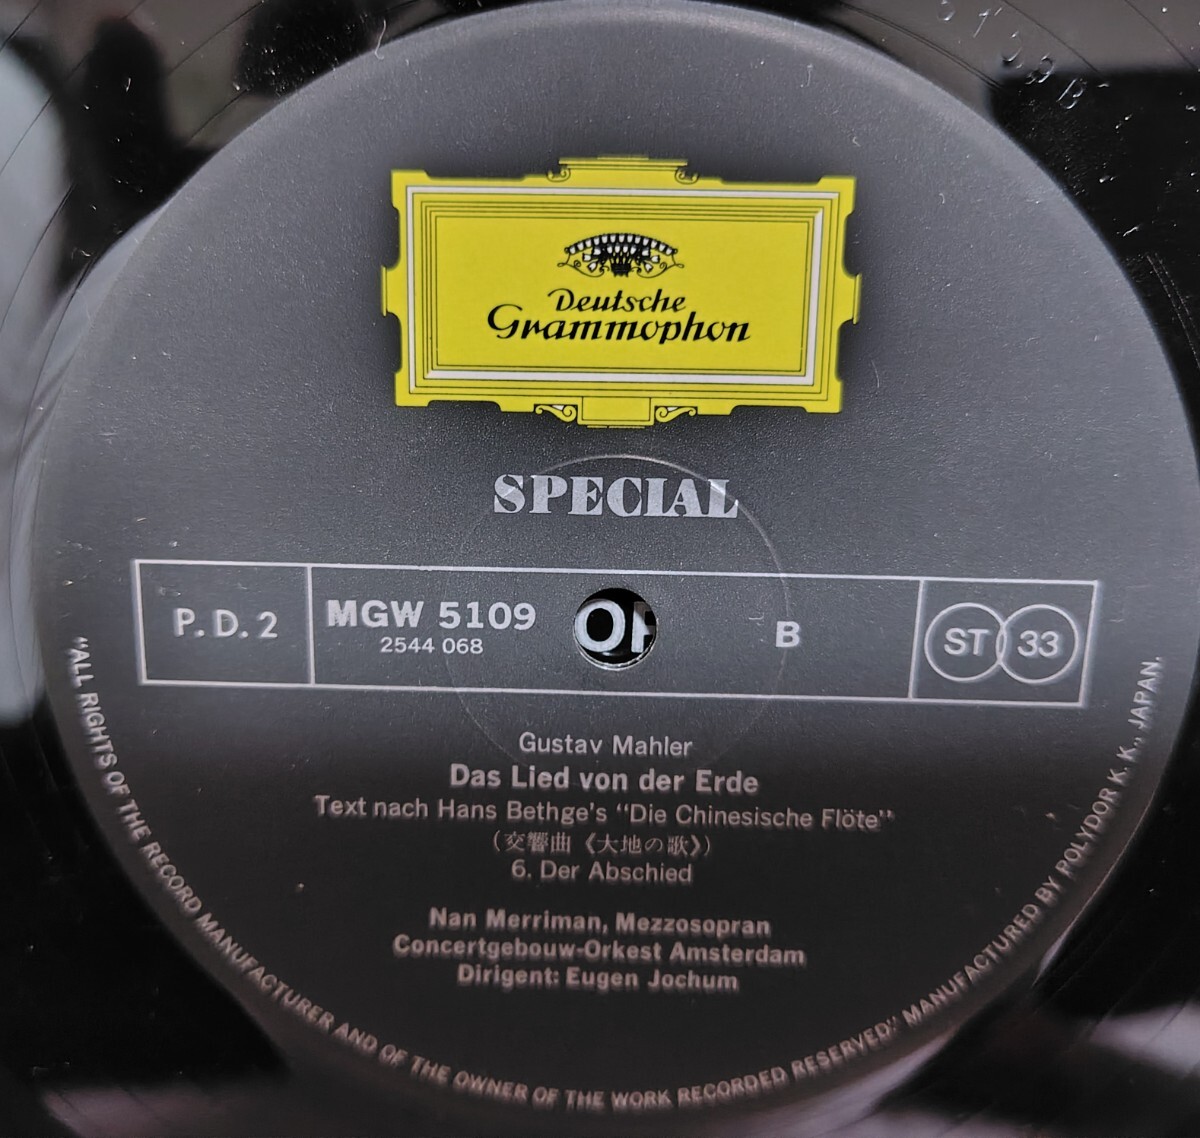 Deutsche
Grammophon
SPECIAL
P.D.2
MGW 5109
2544 068
B
ST 33
Gustav Mahler
Das Lied von der Erde
Text nach Hans Bethge's "Die Chinesische Flöte"
(交響曲《大地の歌》)
6. Der Abschied
Nan Merriman, Mezzosopran
Concertgebouw-Orkest Amsterdam
Dirigent: Eugen Jochum
"ALL RIGHTS OF THE RECORD MANUFACTURER AND OF THE OWNER OF THE WORK RECORDED RESERVED." MANUFACTURED BY POLYDOR K. K., JAPAN.